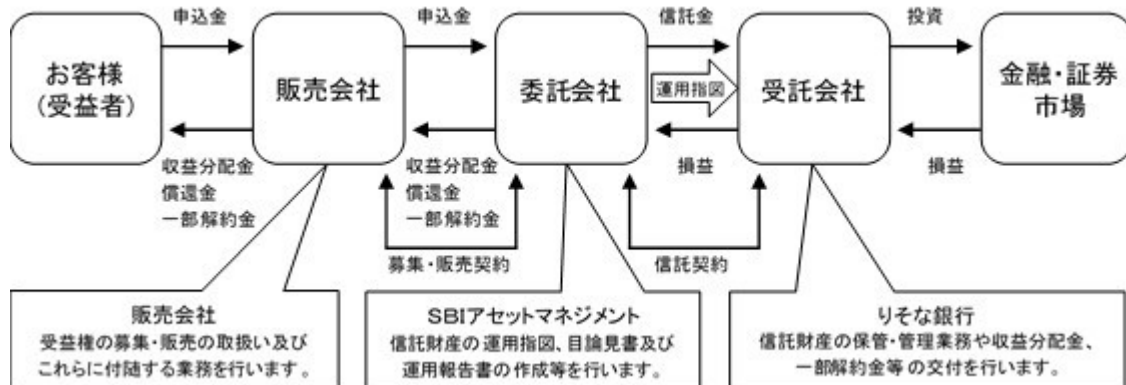 申込金
申込金
信託金
投資
お客様
(受益者)
販売会社
委託会社
運用指図
受託会社
金融・証券
市場
収益分配金
償還金
一部解約金
収益分配金
償還金
一部解約金
損益
損益
募集・販売契約
信託契約
販売会社
受益権の募集・販売の取扱い及び
これらに付随する業務を行います。
SBIアセットマネジメント
信託財産の運用指図、目論見書及び
運用報告書の作成等を行います。
りそな銀行
信託財産の保管・管理業務や収益分配金、
一部解約金等の交付を行います。